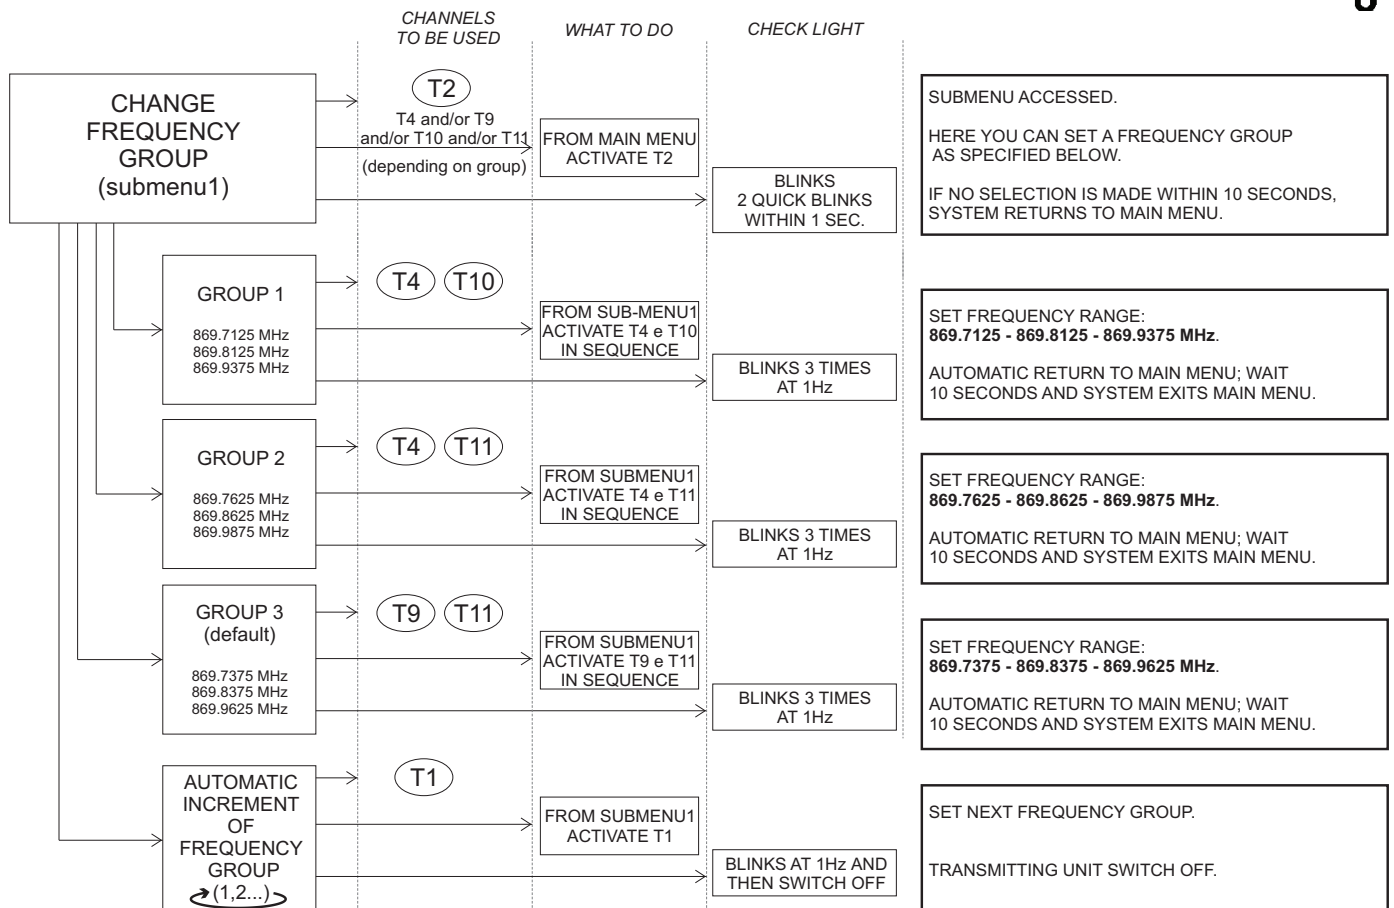 CHANNELS
TO BE USED
WHAT TO DO
CHECK LIGHT
CHANGE
FREQUENCY
GROUP
(submenu1)
T2
T4 and/or T9
and/or T10 and/or T11
(depending on group)
FROM MAIN MENU
ACTIVATE T2
BLINKS
2 QUICK BLINKS
WITHIN 1 SEC.
SUBMENU ACCESSED.
HERE YOU CAN SET A FREQUENCY GROUP
AS SPECIFIED BELOW.
IF NO SELECTION IS MADE WITHIN 10 SECONDS,
SYSTEM RETURNS TO MAIN MENU.
GROUP 1
869.7125 MHz
869.8125 MHz
869.9375 MHz
T4 T10
FROM SUB-MENU1
ACTIVATE T4 e T10
IN SEQUENCE
BLINKS 3 TIMES
AT 1Hz
SET FREQUENCY RANGE:
869.7125 - 869.8125 - 869.9375 MHz.
AUTOMATIC RETURN TO MAIN MENU; WAIT
10 SECONDS AND SYSTEM EXITS MAIN MENU.
GROUP 2
869.7625 MHz
869.8625 MHz
869.9875 MHz
T4 T11
FROM SUBMENU1
ACTIVATE T4 e T11
IN SEQUENCE
BLINKS 3 TIMES
AT 1Hz
SET FREQUENCY RANGE:
869.7625 - 869.8625 - 869.9875 MHz.
AUTOMATIC RETURN TO MAIN MENU; WAIT
10 SECONDS AND SYSTEM EXITS MAIN MENU.
GROUP 3
(default)
869.7375 MHz
869.8375 MHz
869.9625 MHz
T9 T11
FROM SUBMENU1
ACTIVATE T9 e T11
IN SEQUENCE
BLINKS 3 TIMES
AT 1Hz
SET FREQUENCY RANGE:
869.7375 - 869.8375 - 869.9625 MHz.
AUTOMATIC RETURN TO MAIN MENU; WAIT
10 SECONDS AND SYSTEM EXITS MAIN MENU.
AUTOMATIC
INCREMENT
OF
FREQUENCY
GROUP
(1,2...)
T1
FROM SUBMENU1
ACTIVATE T1
BLINKS AT 1Hz AND
THEN SWITCH OFF
SET NEXT FREQUENCY GROUP.
TRANSMITTING UNIT SWITCH OFF.